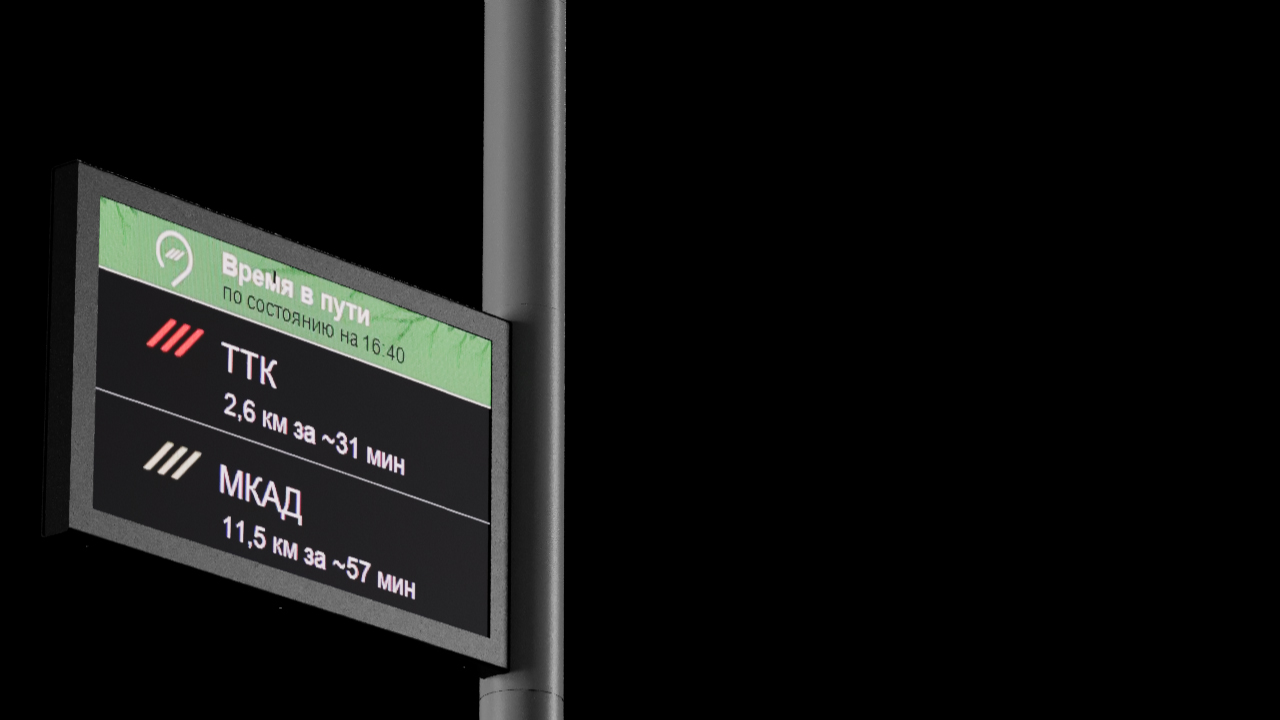 Время в пути
по состоянию на 16:40
ТТК
2,6 км за ~31 мин
МКАД
11,5 км за ~57 мин